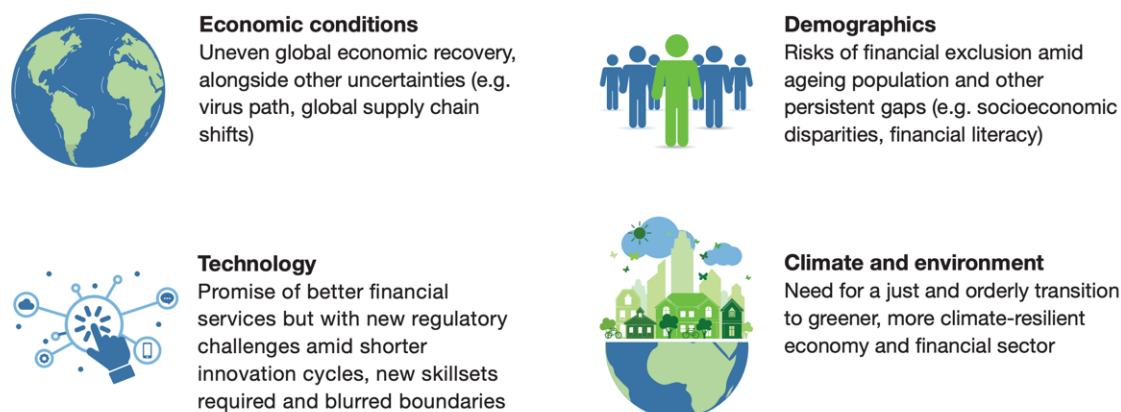 Economic conditions
Uneven global economic recovery,
alongside other uncertainties (e.g.
virus path, global supply chain
shifts)
Demographics
Risks of financial exclusion amid
ageing population and other
persistent gaps (e.g. socioeconomic
disparities, financial literacy)
Technology
Promise of better financial
services but with new regulatory
challenges amid shorter
innovation cycles, new skillsets
required and blurred boundaries
Climate and environment
Need for a just and orderly transition
to greener, more climate-resilient
economy and financial sector